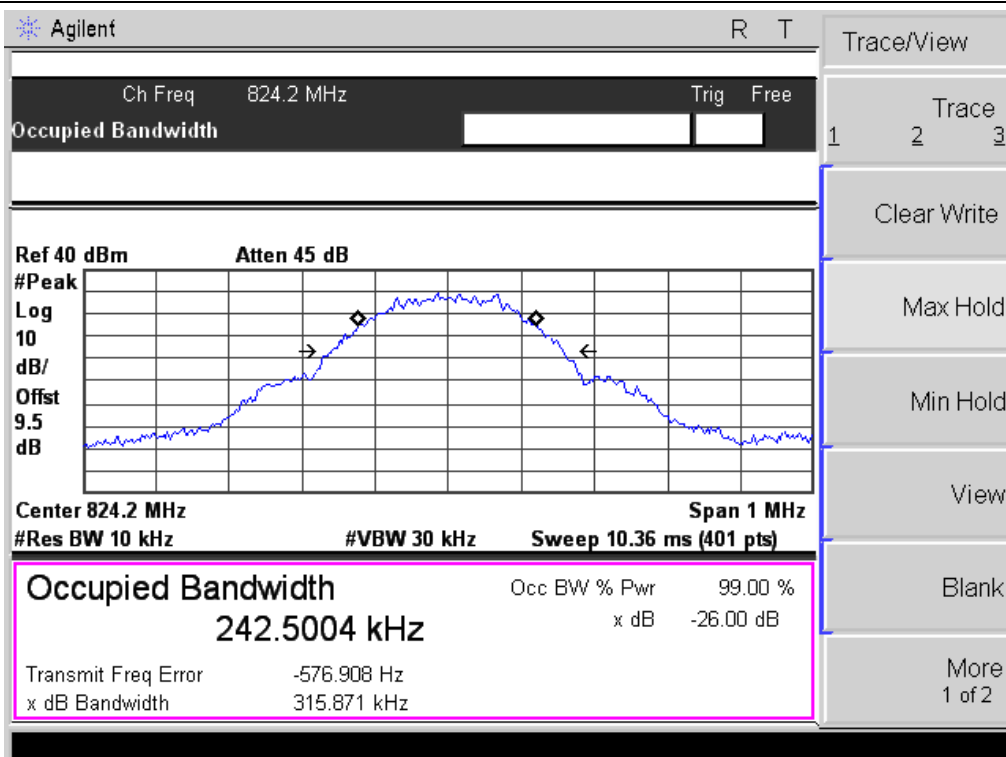 Agilent R T
Ch Freq 824.2 MHz Trig Free
Occupied Bandwidth
Ref 40 dBm Atten 45 dB
#Peak
Log
10
dB/
Offst
9.5
dB
Center 824.2 MHz Span 1 MHz
#Res BW 10 kHz #VBW 30 kHz Sweep 10.36 ms (401 pts)
Occupied Bandwidth
242.5004 kHz
Occ BW % Pwr 99.00 %
x dB -26.00 dB
Transmit Freq Error -576.908 Hz
x dB Bandwidth 315.871 kHz
Trace/View
Trace
1 2 3
Clear Write
Max Hold
Min Hold
View
Blank
More
1 of 2